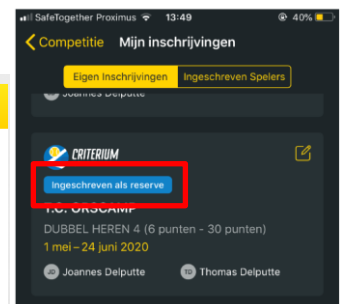 SafeTogether Proximus 13:49 40%
Competitie Mijn inschrijvingen
Eigen Inschrijvingen Ingeschreven Spelers
Joannes Delputte
CRITERIUM
Ingeschreven als reserve
T.C. ORSCAMP
DUBBEL HEREN 4 (6 punten - 30 punten)
1 mei – 24 juni 2020
JD Joannes Delputte TD Thomas Delputte